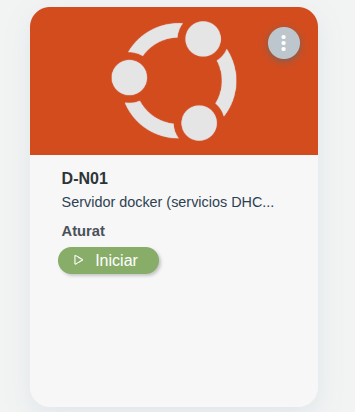 D-N01
Servidor docker (servicios DHC...
Aturat
Iniciar